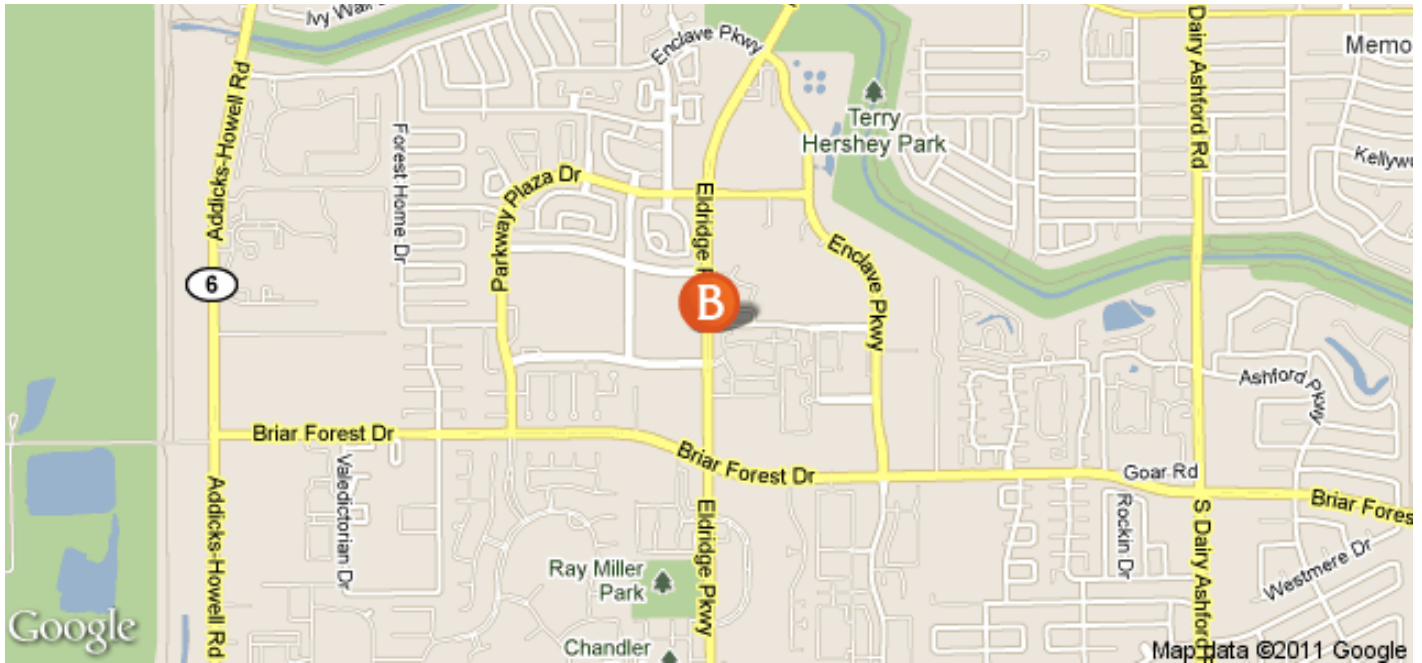 Ivy Wall
Enclave Pkwy
Dairy Ashford Rd
Memo
Terry
Hershey Park
Kellyw
Addicks-Howell Rd
Forest Home Dr
Parkway Plaza Dr
Eldridge P
Enclave Pkwy
6
B
Ashford Pkwy
Briar Forest Dr
Briar Forest Dr
Goar Rd
Briar Fores
Valedictorian Dr
Addicks-Howell Rd
Eldridge Pkwy
Rockin Dr
S Dairy Ashford R
Westmere Dr
Ray Miller
Park
Chandler
Google
Map data ©2011 Google